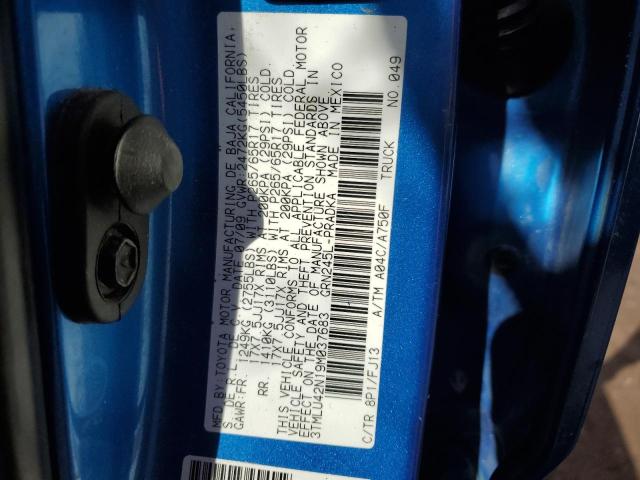 MFD.BY:TOYOTA MOTOR MANUFACTURING DE BAJA CALIFORNIA,
S. DE R.L. DE C.V. DATE 07/09 GVWR:2472KG(5450LBS)
GAWR:FR. 1249KG (2755LBS) WITH P265/65R17 TIRES
17X7.5JJ17X RIMS AT 200KPA (29PSI) COLD.
RR. 1410KG (3110LBS) WITH P265/65R17 TIRES
17X7.5JJ17X RIMS AT 200KPA (29PSI) COLD
THIS VEHICLE CONFORMS TO ALL APPLICABLE FEDERAL MOTOR
VEHICLE SAFETY AND THEFT PREVENTION STANDARDS IN
EFFECT ON THE DATE OF MANUFACTURE SHOWN ABOVE.
3TMLU42N19M031683 GRN245L-PRADKA MADE IN MEXICO
C/TR 8P1/FJ13 A/TM A04C/A750F TRUCK NO.049